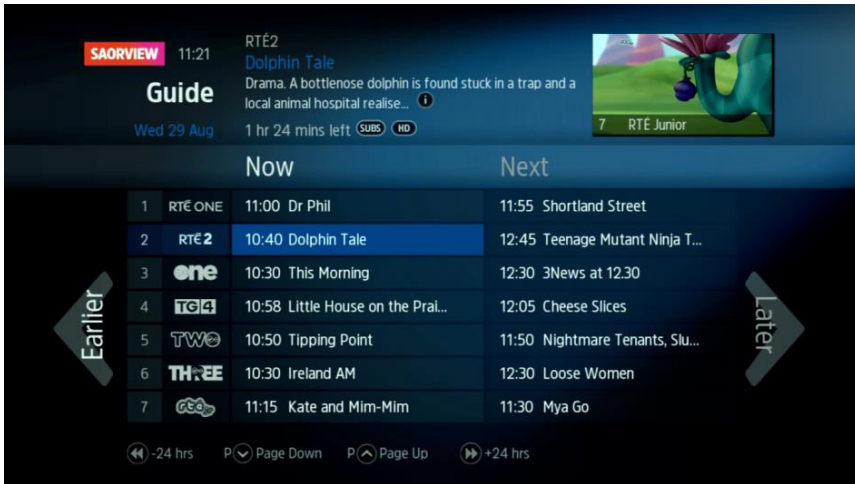 SAORVIEW 11:21
Guide
Wed 29 Aug
RTÉ2
Dolphin Tale
Drama. A bottlenose dolphin is found stuck in a trap and a
local animal hospital realise...
1 hr 24 mins left SUBS HD
7 RTÉ Junior
Now Next
1 RTÉ ONE 11:00 Dr Phil 11:55 Shortland Street
2 RTÉ 2 10:40 Dolphin Tale 12:45 Teenage Mutant Ninja T...
3 one 10:30 This Morning 12:30 3News at 12.30
4 TG4 10:58 Little House on the Prai... 12:05 Cheese Slices
5 TWO 10:50 Tipping Point 11:50 Nightmare Tenants, Slu...
6 THREE 10:30 Ireland AM 12:30 Loose Women
7 11:15 Kate and Mim-Mim 11:30 Mya Go
Earlier
Later
-24 hrs P Page Down P Page Up +24 hrs